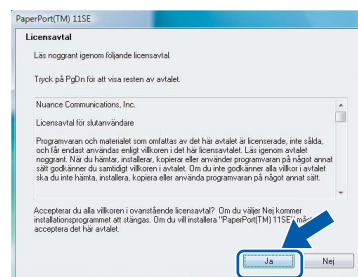 PaperPort(TM) 11SE
Licensavtal
Läs noggrant igenom följande licensavtal.
Tryck på PgDn för att visa resten av avtalet.
Nuance Communications, Inc.
Licensavtal för slutanvändare
Programvaran och materialet som omfattas av det här avtalet är licenserade, inte sålda,
och får endast användas enligt villkoren i det här licensavtalet. Läs igenom avtalet
noggrant. När du hämtar, installerar, kopierar eller använder programvaran på något annat
sätt godkänner du samtidigt villkoren i avtalet. Om du inte godkänner alla villkor i avtalet
ska du inte hämta, installera, kopiera eller använda programvaran på något annat sätt.
Accepterar du alla villkoren i ovanstående licensavtal? Om du väljer Nej kommer
installationsprogrammet att stängas. Om du vill installera "PaperPort(TM) 11SE"
acceptera det här avtalet.
Ja
Nej